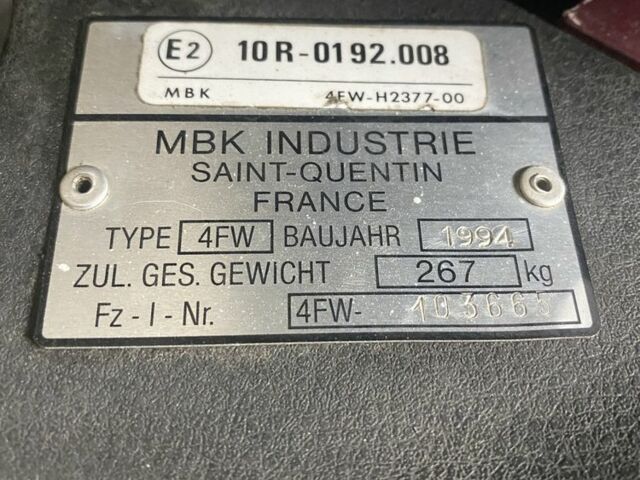 E2 10R-0192.008
MBK 4FW-H2377-00
MBK INDUSTRIE
SAINT-QUENTIN
FRANCE
TYPE 4FW BAUJAHR 1994
ZUL. GES. GEWICHT 267 kg
Fz-I-Nr. 4FW-103665